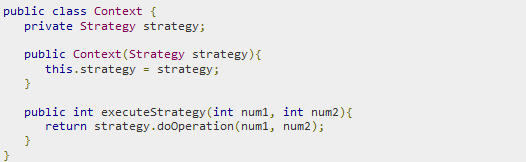 public class Context {
   private Strategy strategy;

   public Context(Strategy strategy){
      this.strategy = strategy;
   }

   public int executeStrategy(int num1, int num2){
      return strategy.doOperation(num1, num2);
   }
}